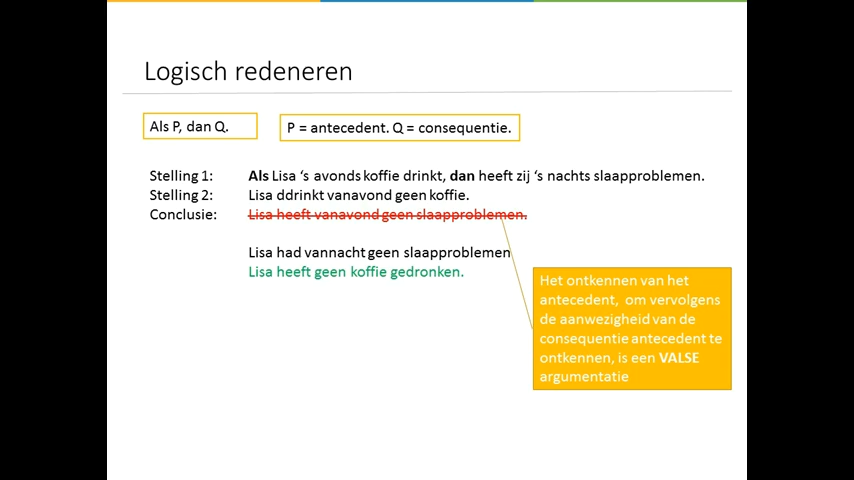 Logisch redeneren
Als P, dan Q.
P = antecedent. Q = consequentie.
Stelling 1: Als Lisa ‘s avonds koffie drinkt, dan heeft zij ‘s nachts slaapproblemen.
Stelling 2: Lisa ddrinkt vanavond geen koffie.
Conclusie: Lisa heeft vanavond geen slaapproblemen.
Lisa had vannacht geen slaapproblemen
Lisa heeft geen koffie gedronken.
Het ontkennen van het
antecedent, om vervolgens
de aanwezigheid van de
consequentie antecedent te
ontkennen, is een VALSE
argumentatie